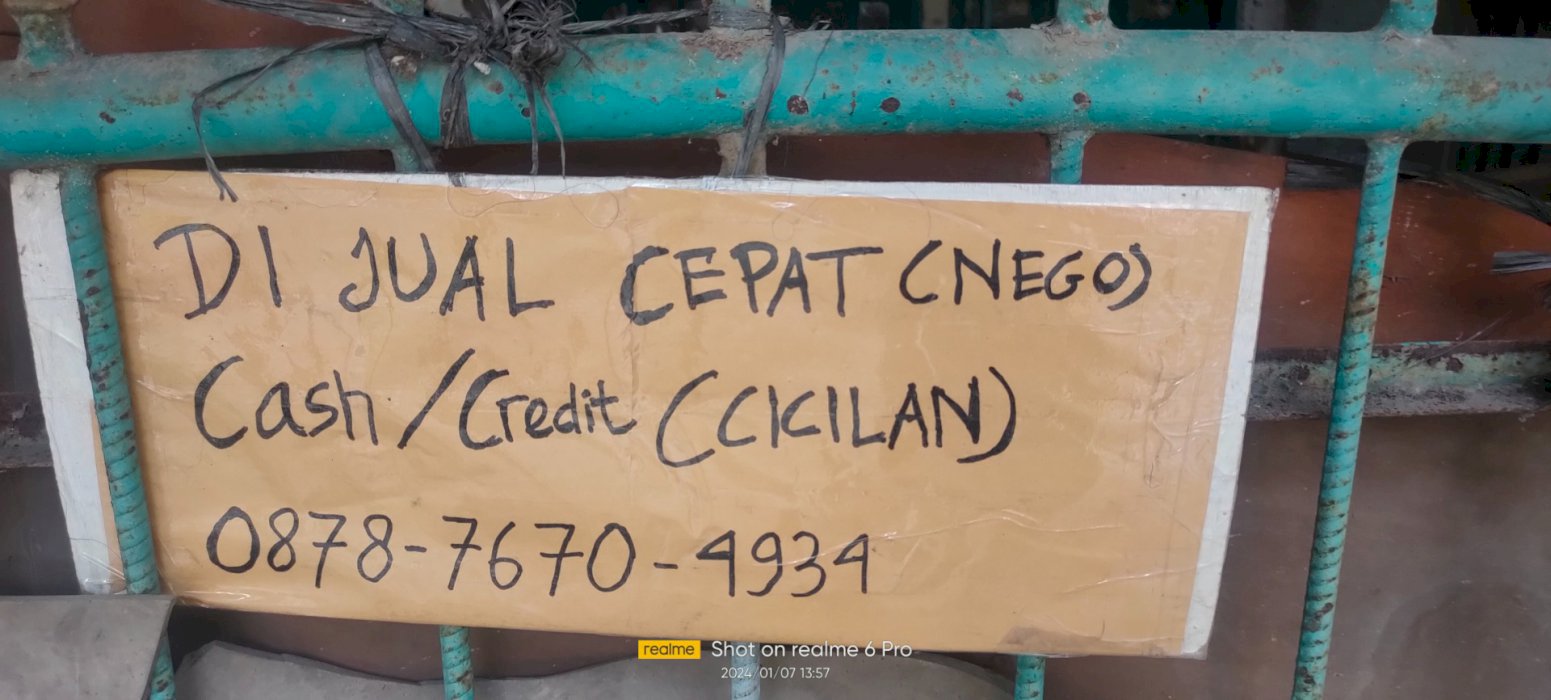 DI JUAL CEPAT (NEGO)
Cash / Credit (CICILAN)
0878-7670-4934
realme Shot on realme 6 Pro
2024/01/07 13:57